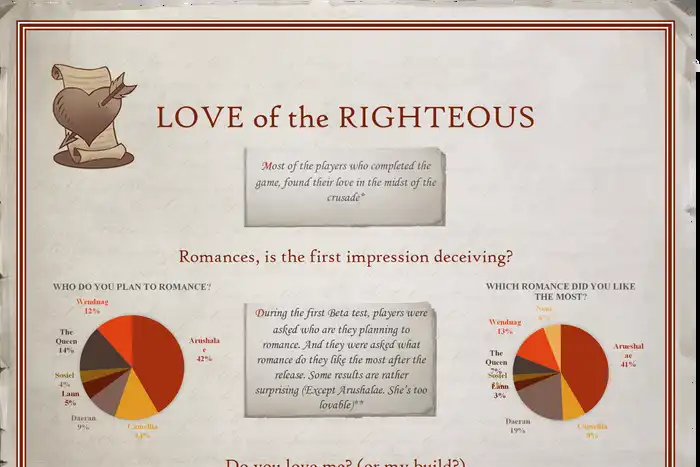 LOVE of the RIGHTEOUS
Most of the players who completed the
game, found their love in the midst of the
crusade*
Romances, is the first impression deceiving?
WHO DO YOU PLAN TO ROMANCE?
Wenduag
12%
The
Queen
14%
Sosiel
4%
Lann
5%
Daeran
9%
Camellia
14%
Arushala
e
42%
During the first Beta test, players were
asked who are they planning to
romance. And they were asked what
romance do they like the most after the
release. Some results are rather
surprising (Except Arushalae. She's too
lovable)**
WHICH ROMANCE DID YOU LIKE
THE MOST?
None
Wenduag
13%
The
Queen
7%
Sosiel
Lann
3%
Daeran
19%
Camellia
9%
Arueshal
ae
41%
Do you love me? (or my build?)